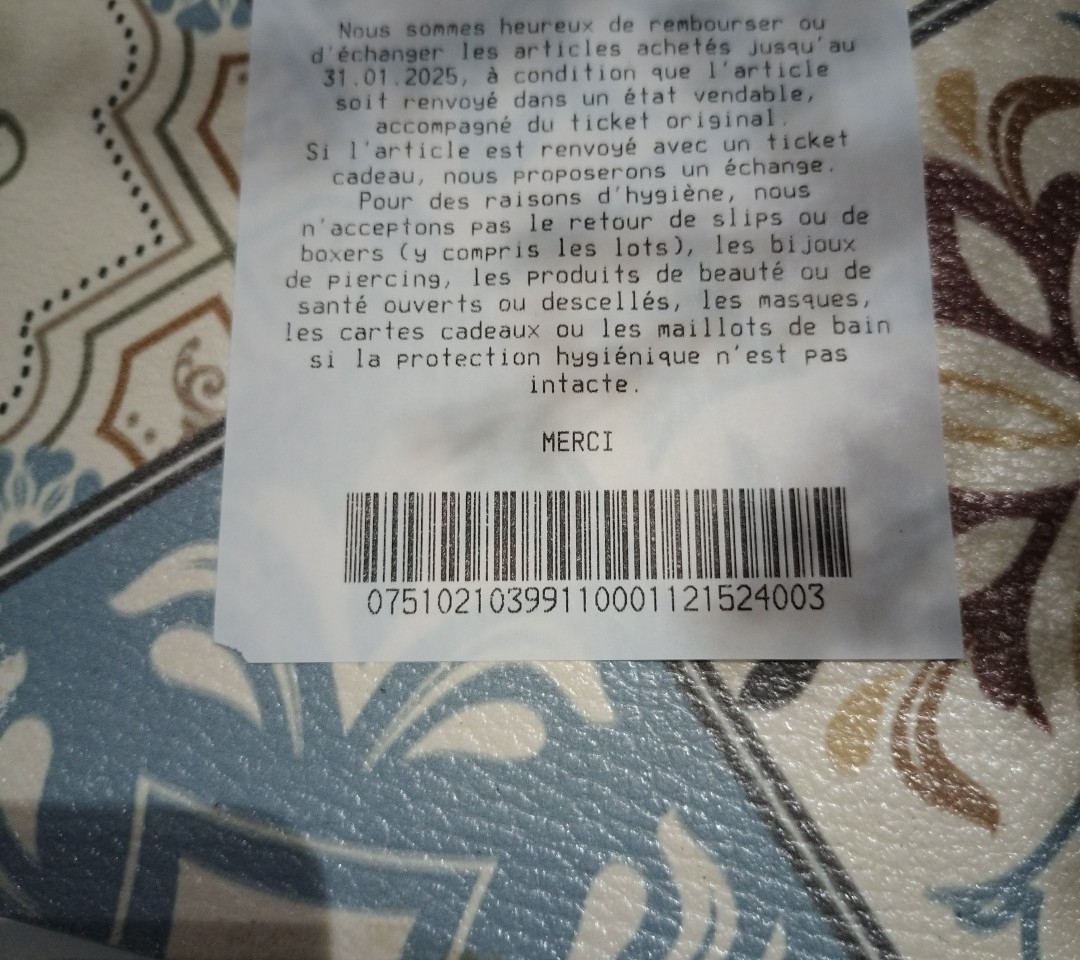 Nous sommes heureux de rembourser ou
d'échanger les articles achetés jusqu'au
31.01.2025, à condition que l'article
soit renvoyé dans un état vendable,
accompagné du ticket original.
Si l'article est renvoyé avec un ticket
cadeau, nous proposerons un échange.
Pour des raisons d'hygiène, nous
n'acceptons pas le retour de slips ou de
boxers (y compris les lots), les bijoux
de piercing, les produits de beauté ou de
santé ouverts ou descellés, les masques,
les cartes cadeaux ou les maillots de bain
si la protection hygiénique n'est pas
intacte.
MERCI
07510210399110001121524003